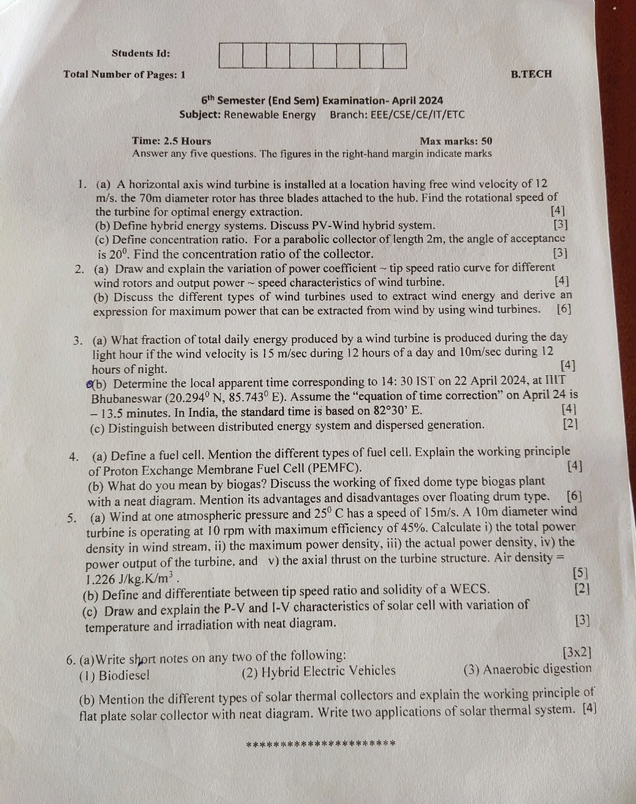 Students Id:
Total Number of Pages: 1 B.TECH
6th Semester (End Sem) Examination- April 2024
Subject: Renewable Energy Branch: EEE/CSE/CE/IT/ETC
Time: 2.5 Hours Max marks: 50
Answer any five questions. The figures in the right-hand margin indicate marks
1. (a) A horizontal axis wind turbine is installed at a location having free wind velocity of 12
m/s. the 70m diameter rotor has three blades attached to the hub. Find the rotational speed of
the turbine for optimal energy extraction. [4]
(b) Define hybrid energy systems. Discuss PV-Wind hybrid system. [3]
(c) Define concentration ratio. For a parabolic collector of length 2m, the angle of acceptance
is 20⁰. Find the concentration ratio of the collector. [3]
2. (a) Draw and explain the variation of power coefficient ~ tip speed ratio curve for different
wind rotors and output power ~ speed characteristics of wind turbine. [4]
(b) Discuss the different types of wind turbines used to extract wind energy and derive an
expression for maximum power that can be extracted from wind by using wind turbines. [6]
3. (a) What fraction of total daily energy produced by a wind turbine is produced during the day
light hour if the wind velocity is 15 m/sec during 12 hours of a day and 10m/sec during 12
hours of night. [4]
(b) Determine the local apparent time corresponding to 14: 30 IST on 22 April 2024, at IIIT
Bhubaneswar (20.294⁰ N, 85.743⁰ E). Assume the “equation of time correction” on April 24 is
– 13.5 minutes. In India, the standard time is based on 82°30' E. [4]
(c) Distinguish between distributed energy system and dispersed generation. [2]
4. (a) Define a fuel cell. Mention the different types of fuel cell. Explain the working principle
of Proton Exchange Membrane Fuel Cell (PEMFC). [4]
(b) What do you mean by biogas? Discuss the working of fixed dome type biogas plant
with a neat diagram. Mention its advantages and disadvantages over floating drum type. [6]
5. (a) Wind at one atmospheric pressure and 25⁰ C has a speed of 15m/s. A 10m diameter wind
turbine is operating at 10 rpm with maximum efficiency of 45%. Calculate i) the total power
density in wind stream, ii) the maximum power density, iii) the actual power density, iv) the
power output of the turbine, and v) the axial thrust on the turbine structure. Air density =
1.226 J/kg.K/m³ . [5]
(b) Define and differentiate between tip speed ratio and solidity of a WECS. [2]
(c) Draw and explain the P-V and I-V characteristics of solar cell with variation of
temperature and irradiation with neat diagram. [3]
6. (a)Write short notes on any two of the following: [3x2]
(1) Biodiesel (2) Hybrid Electric Vehicles (3) Anaerobic digestion
(b) Mention the different types of solar thermal collectors and explain the working principle of
flat plate solar collector with neat diagram. Write two applications of solar thermal system. [4]
**********************